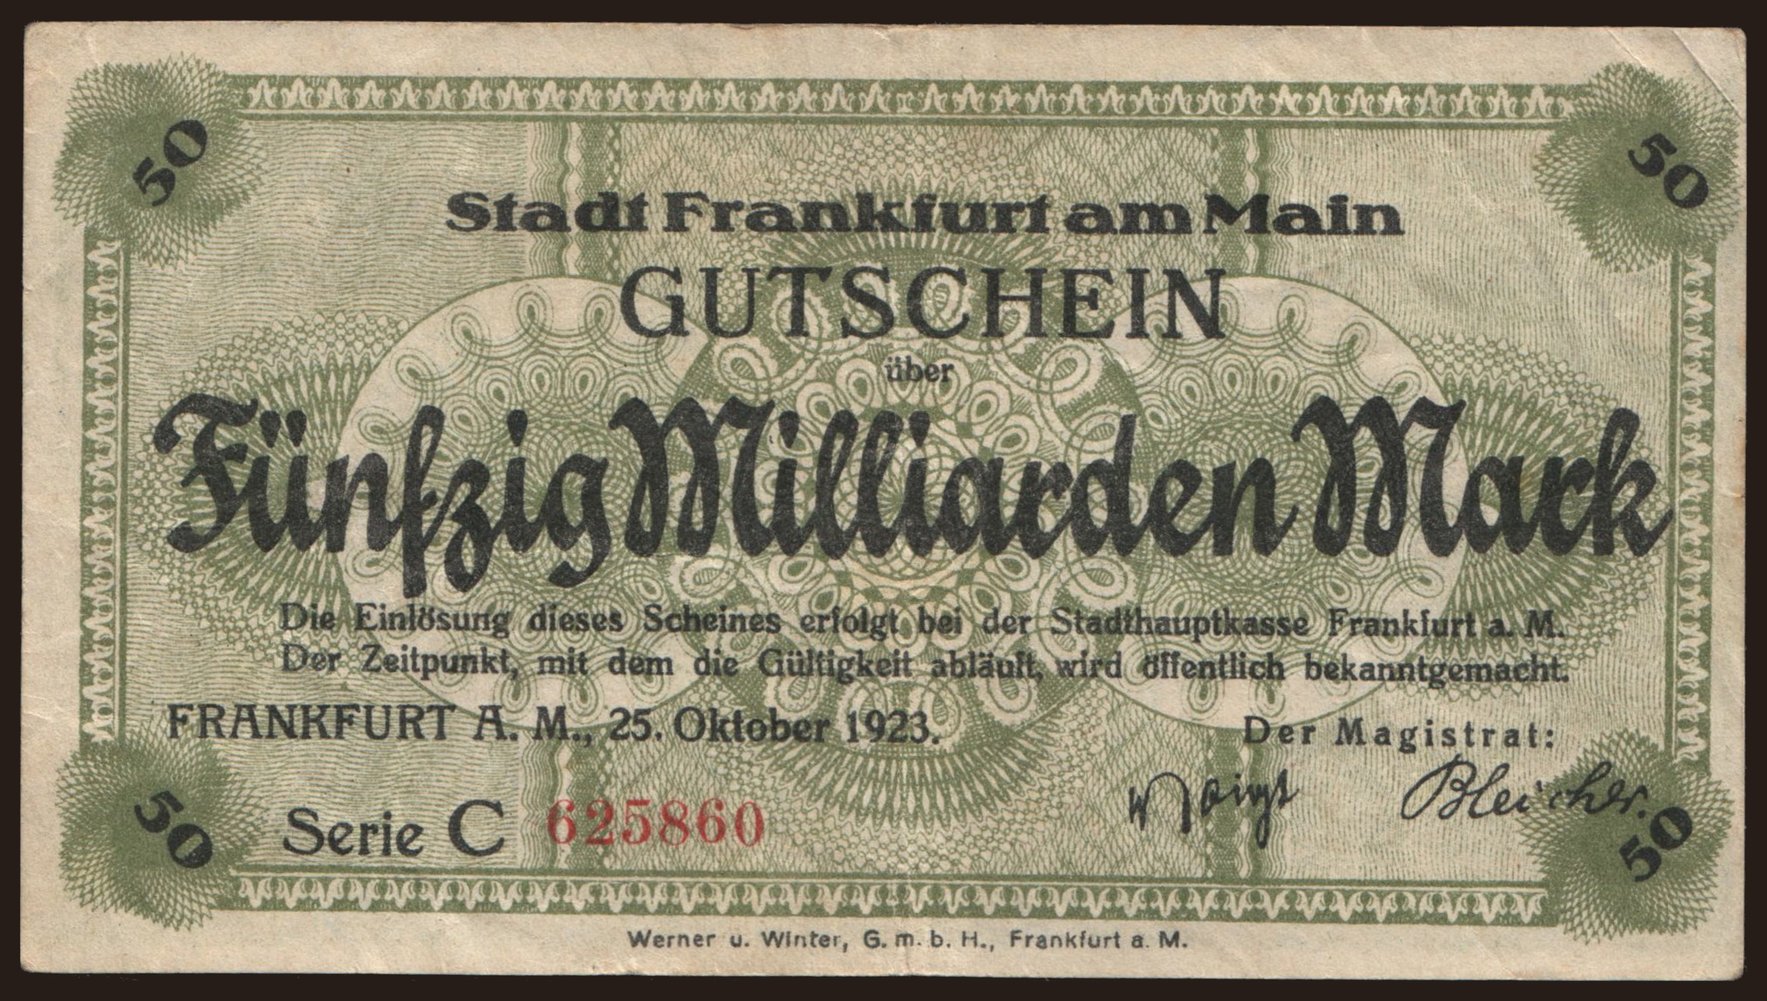 50 50
Stadt Frankfurt am Main
GUTSCHEIN
über
Fünfzig Milliarden Mark
Die Einlösung dieses Scheines erfolgt bei der Stadthauptkasse Frankfurt a. M.
Der Zeitpunkt, mit dem die Gültigkeit abläuft, wird öffentlich bekanntgemacht.
FRANKFURT A. M., 25. Oktober 1923. Der Magistrat:
Voigt Bleicher.
50 Serie C 625860 50
Werner u. Winter, G. m. b. H., Frankfurt a. M.